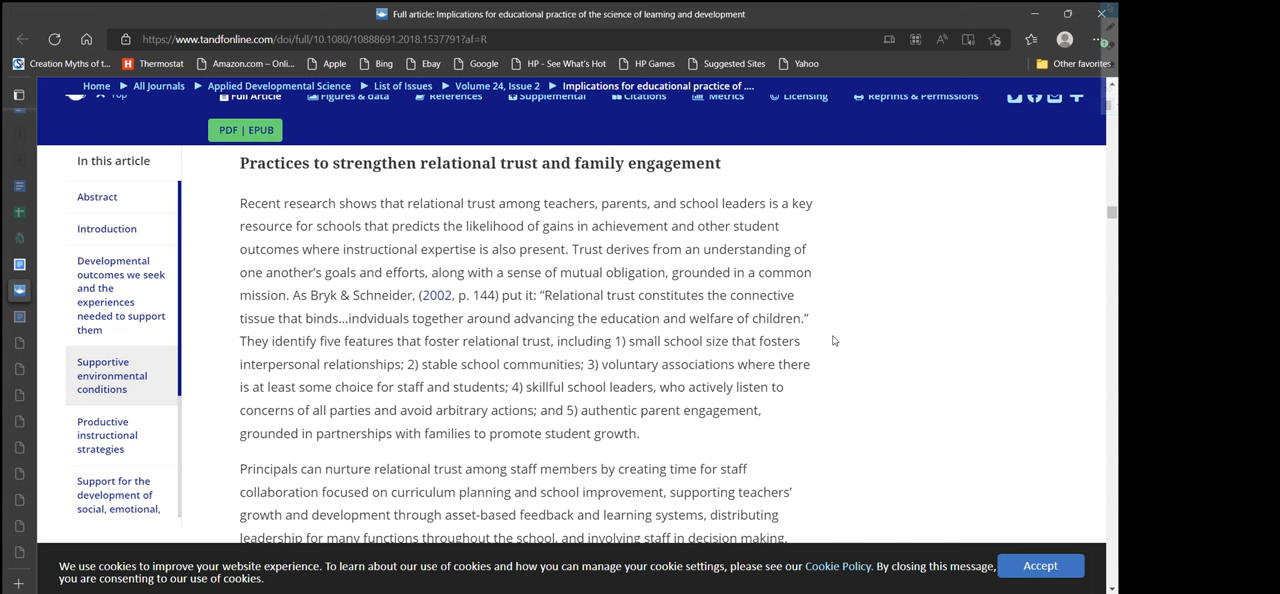 Full article: Implications for educational practice of the science of learning and development
https://www.tandfonline.com/doi/full/10.1080/10888691.2018.1537791?af=R
Creation Myths of t... Thermostat Amazon.com – Onli... Apple Bing Ebay Google HP - See What's Hot HP Games Suggested Sites Yahoo Other favorites
Home All Journals Applied Developmental Science List of Issues Volume 24, Issue 2 Implications for educational practice of ....
Top Full Article Figures & data References Supplemental Citations Metrics Licensing Reprints & Permissions
PDF | EPUB
In this article
Abstract
Introduction
Developmental
outcomes we seek
and the
experiences
needed to support
them
Supportive
environmental
conditions
Productive
instructional
strategies
Support for the
development of
social, emotional,
Practices to strengthen relational trust and family engagement
Recent research shows that relational trust among teachers, parents, and school leaders is a key
resource for schools that predicts the likelihood of gains in achievement and other student
outcomes where instructional expertise is also present. Trust derives from an understanding of
one another's goals and efforts, along with a sense of mutual obligation, grounded in a common
mission. As Bryk & Schneider, (2002, p. 144) put it: “Relational trust constitutes the connective
tissue that binds…indviduals together around advancing the education and welfare of children.”
They identify five features that foster relational trust, including 1) small school size that fosters
interpersonal relationships; 2) stable school communities; 3) voluntary associations where there
is at least some choice for staff and students; 4) skillful school leaders, who actively listen to
concerns of all parties and avoid arbitrary actions; and 5) authentic parent engagement,
grounded in partnerships with families to promote student growth.
Principals can nurture relational trust among staff members by creating time for staff
collaboration focused on curriculum planning and school improvement, supporting teachers'
growth and development through asset-based feedback and learning systems, distributing
leadership for many functions throughout the school, and involving staff in decision making.
We use cookies to improve your website experience. To learn about our use of cookies and how you can manage your cookie settings, please see our Cookie Policy. By closing this message,
you are consenting to our use of cookies.
Accept